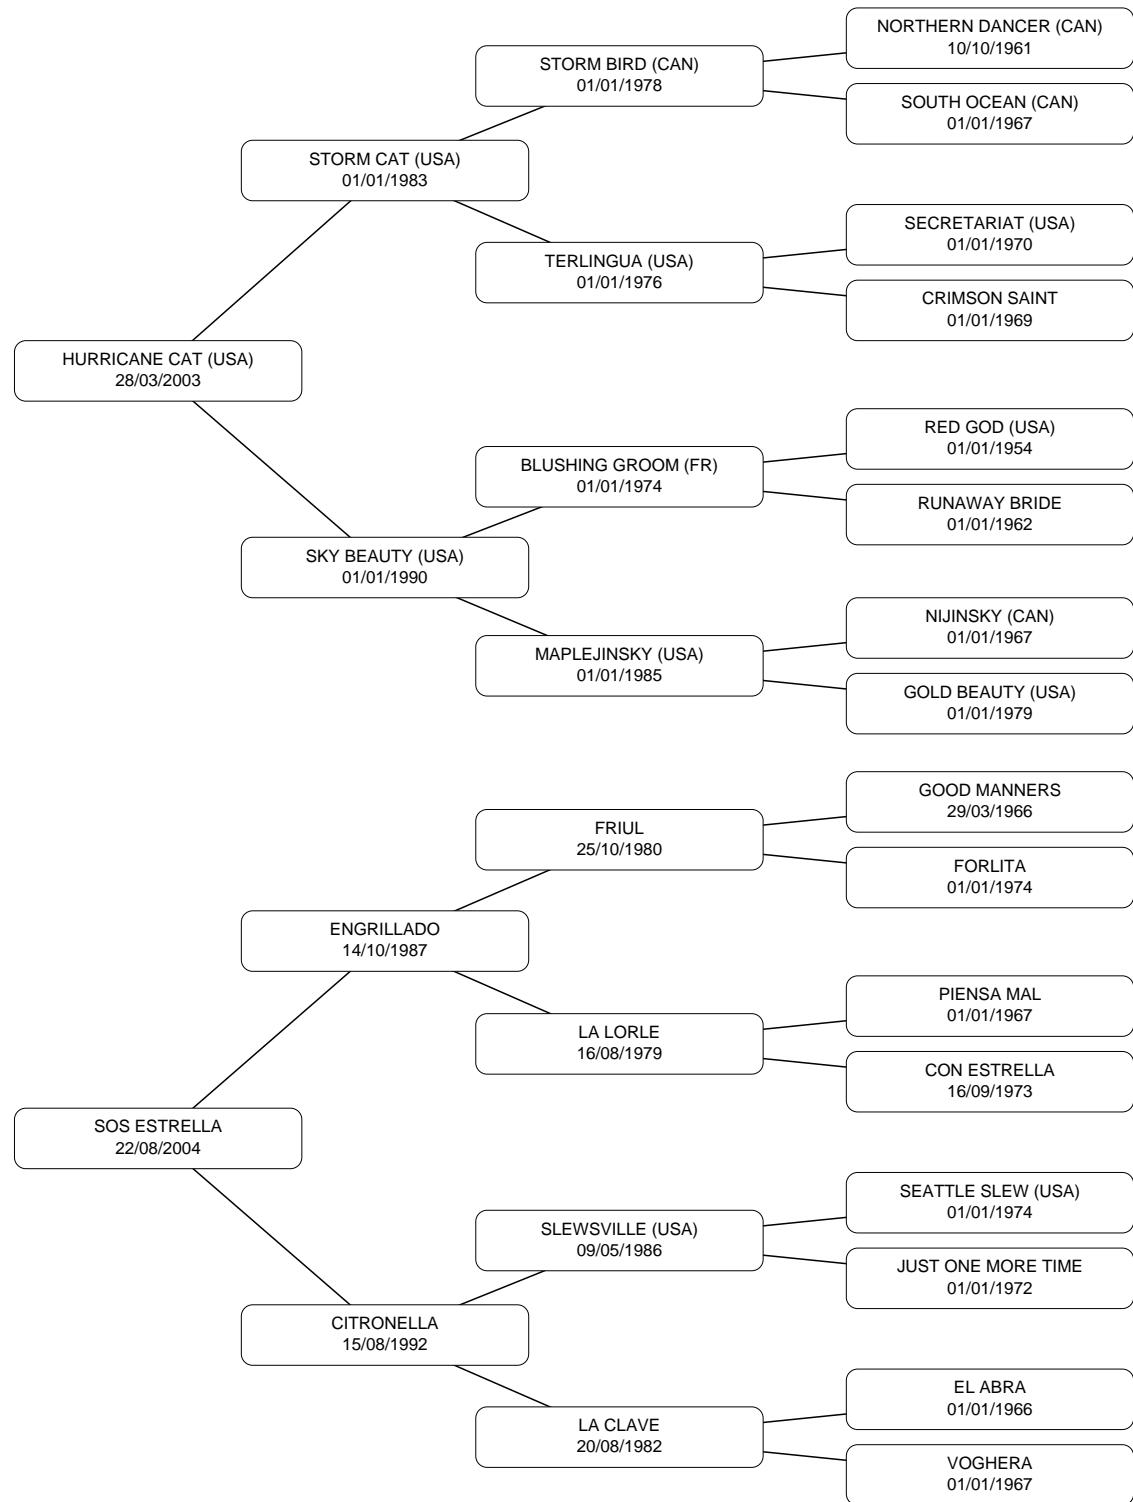 NORTHERN DANCER (CAN)
10/10/1961
STORM BIRD (CAN)
01/01/1978
SOUTH OCEAN (CAN)
01/01/1967
STORM CAT (USA)
01/01/1983
SECRETARIAT (USA)
01/01/1970
TERLINGUA (USA)
01/01/1976
CRIMSON SAINT
01/01/1969
HURRICANE CAT (USA)
28/03/2003
RED GOD (USA)
01/01/1954
BLUSHING GROOM (FR)
01/01/1974
RUNAWAY BRIDE
01/01/1962
SKY BEAUTY (USA)
01/01/1990
NIJINSKY (CAN)
01/01/1967
MAPLEJINSKY (USA)
01/01/1985
GOLD BEAUTY (USA)
01/01/1979
GOOD MANNERS
29/03/1966
FRIUL
25/10/1980
FORLITA
01/01/1974
ENGRILLADO
14/10/1987
PIENSA MAL
01/01/1967
LA LORLE
16/08/1979
CON ESTRELLA
16/09/1973
SOS ESTRELLA
22/08/2004
SEATTLE SLEW (USA)
01/01/1974
SLEWSVILLE (USA)
09/05/1986
JUST ONE MORE TIME
01/01/1972
CITRONELLA
15/08/1992
EL ABRA
01/01/1966
LA CLAVE
20/08/1982
VOGHERA
01/01/1967